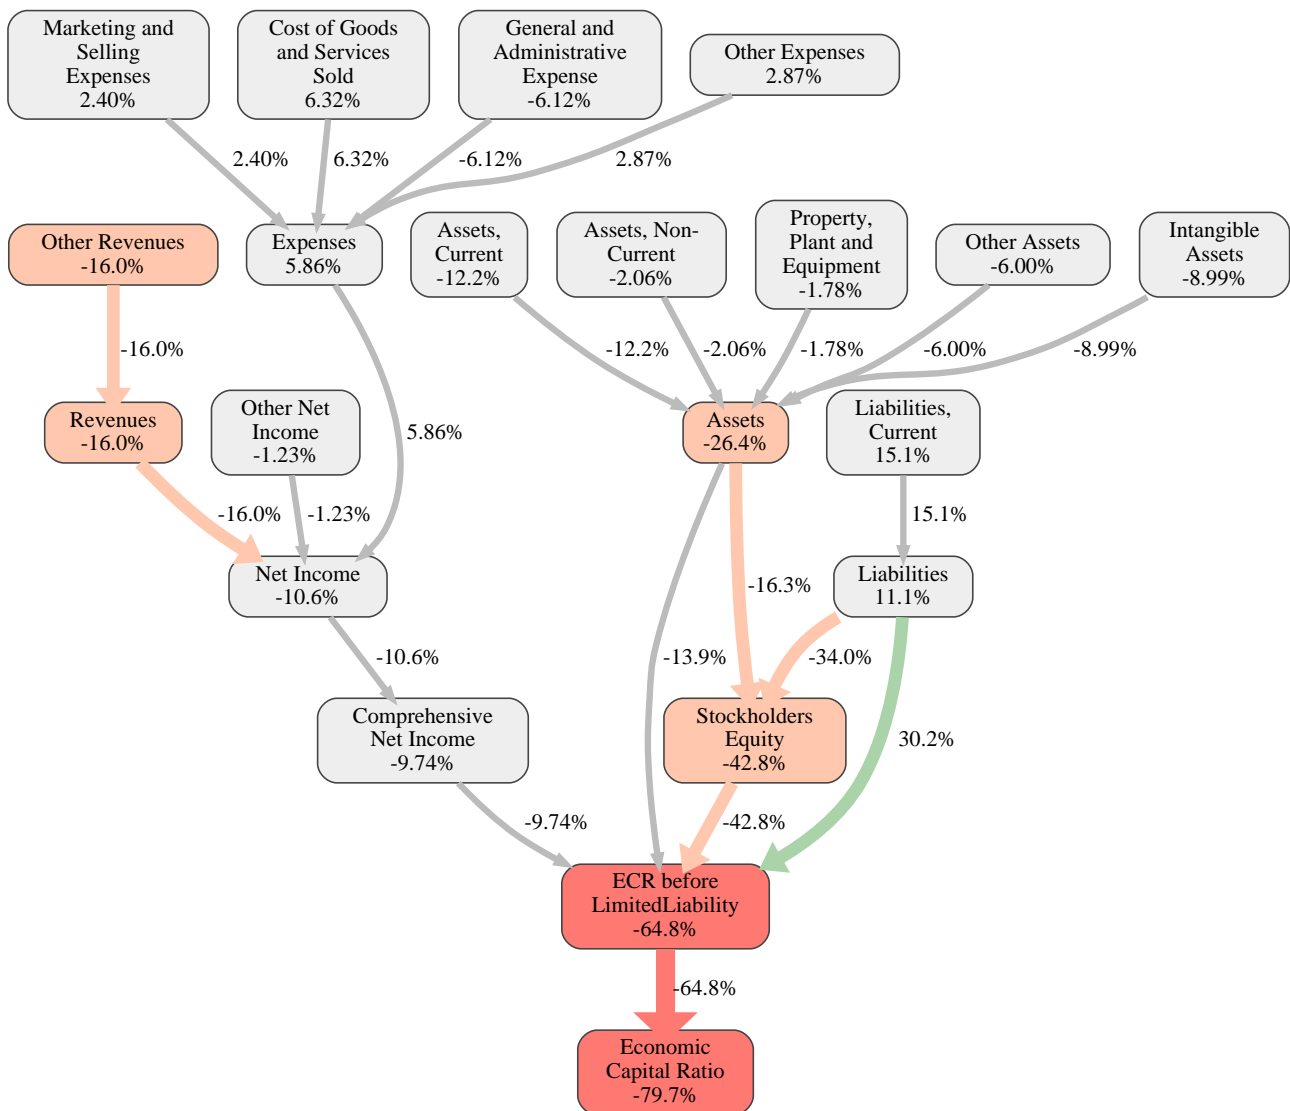 Marketing and
Selling
Expenses
2.40%
Cost of Goods
and Services
Sold
6.32%
General and
Administrative
Expense
-6.12%
Other Expenses
2.87%
2.40%
6.32%
-6.12%
2.87%
Other Revenues
-16.0%
Expenses
5.86%
Assets,
Current
-12.2%
Assets, Non-
Current
-2.06%
Property,
Plant and
Equipment
-1.78%
Other Assets
-6.00%
Intangible
Assets
-8.99%
-16.0%
-12.2%
-2.06%
-1.78%
-6.00%
-8.99%
Revenues
-16.0%
Other Net
Income
-1.23%
5.86%
Assets
-26.4%
Liabilities,
Current
15.1%
-16.0%
-1.23%
15.1%
Net Income
-10.6%
-16.3%
Liabilities
11.1%
-10.6%
-13.9%
-34.0%
Comprehensive
Net Income
-9.74%
Stockholders
Equity
-42.8%
30.2%
-9.74%
-42.8%
ECR before
LimitedLiability
-64.8%
-64.8%
Economic
Capital Ratio
-79.7%